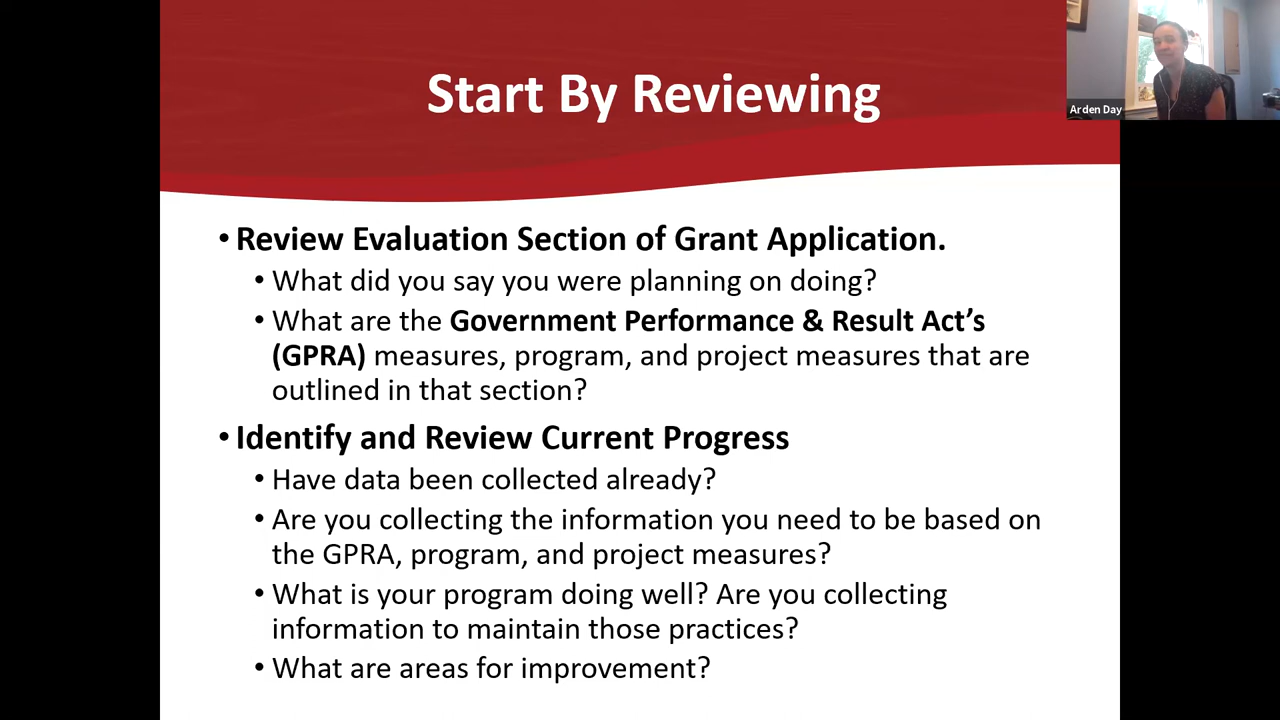 Start By Reviewing
Arden Day
• Review Evaluation Section of Grant Application.
• What did you say you were planning on doing?
• What are the Government Performance & Result Act’s
(GPRA) measures, program, and project measures that are
outlined in that section?
• Identify and Review Current Progress
• Have data been collected already?
• Are you collecting the information you need to be based on
the GPRA, program, and project measures?
• What is your program doing well? Are you collecting
information to maintain those practices?
• What are areas for improvement?